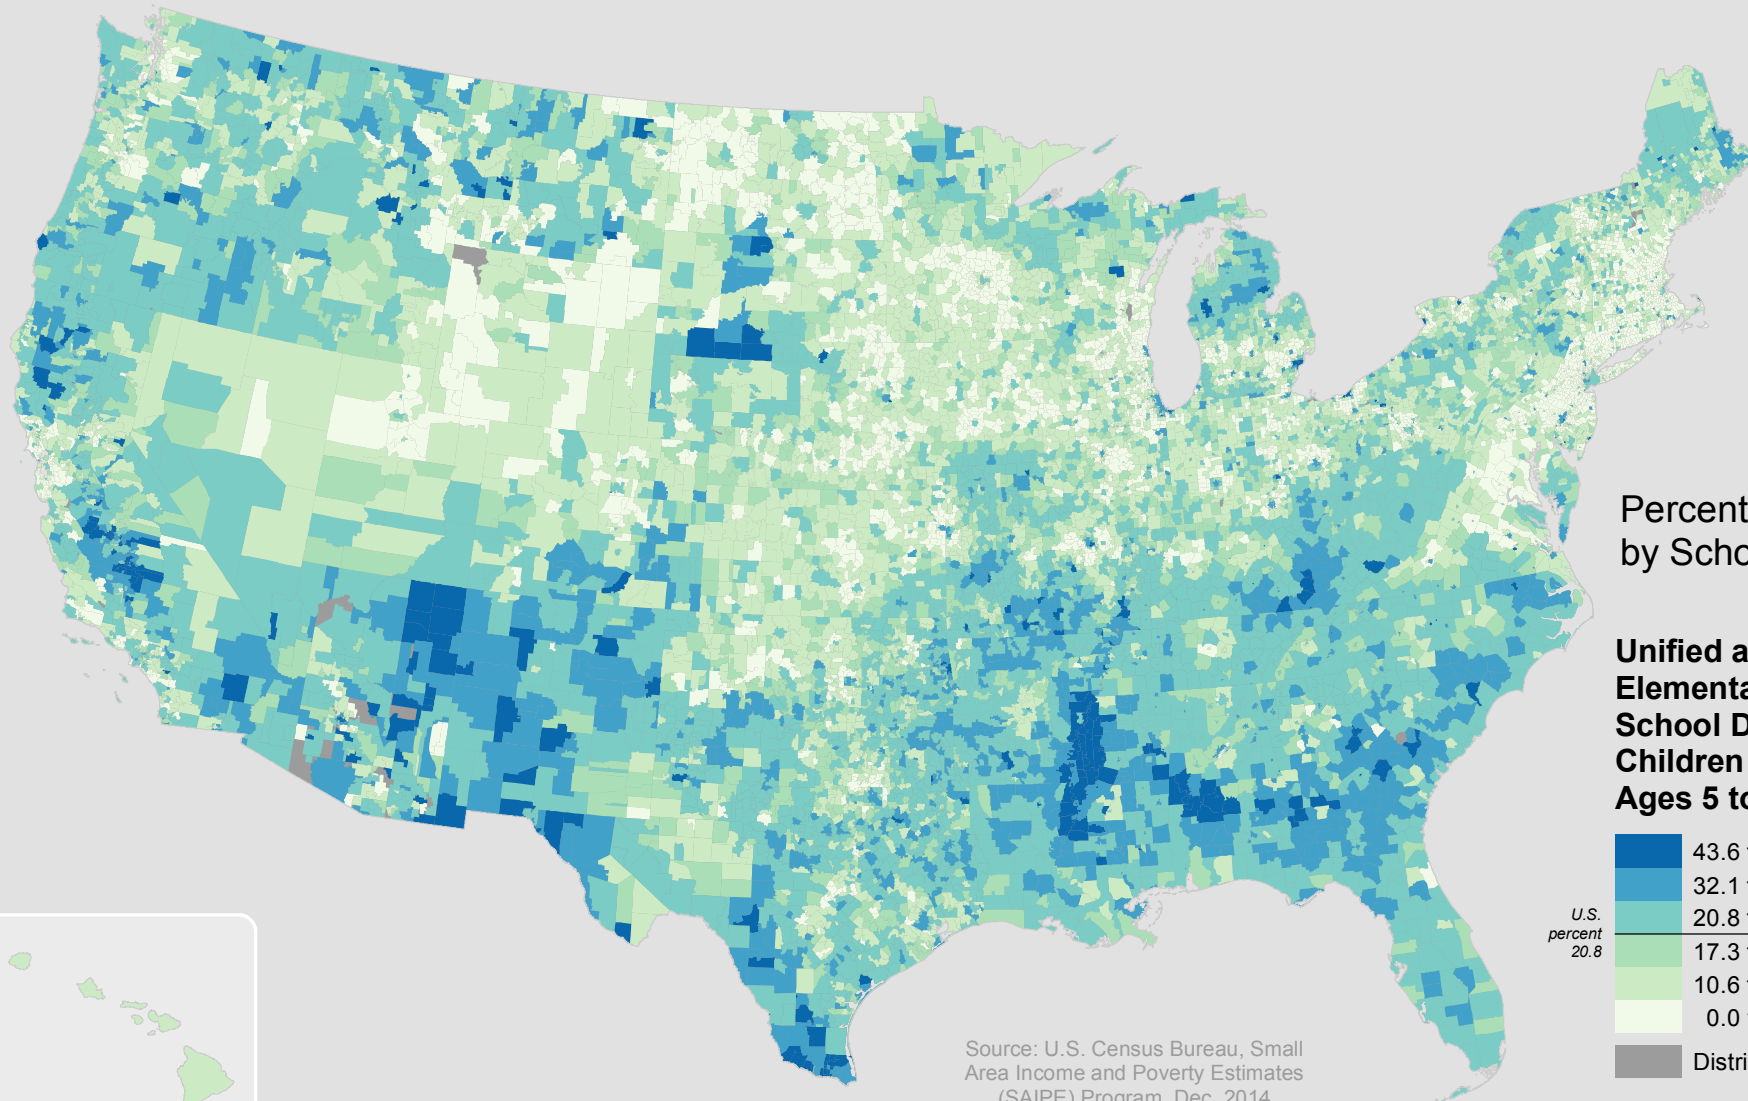 Percent
by Scho
Unified a
Elementa
School D
Children
Ages 5 to
43.6
32.1
20.8
17.3
10.6
0.0
Distri
U.S.
percent
20.8
Source: U.S. Census Bureau, Small
Area Income and Poverty Estimates
(SAIPE) Program, Dec. 2014